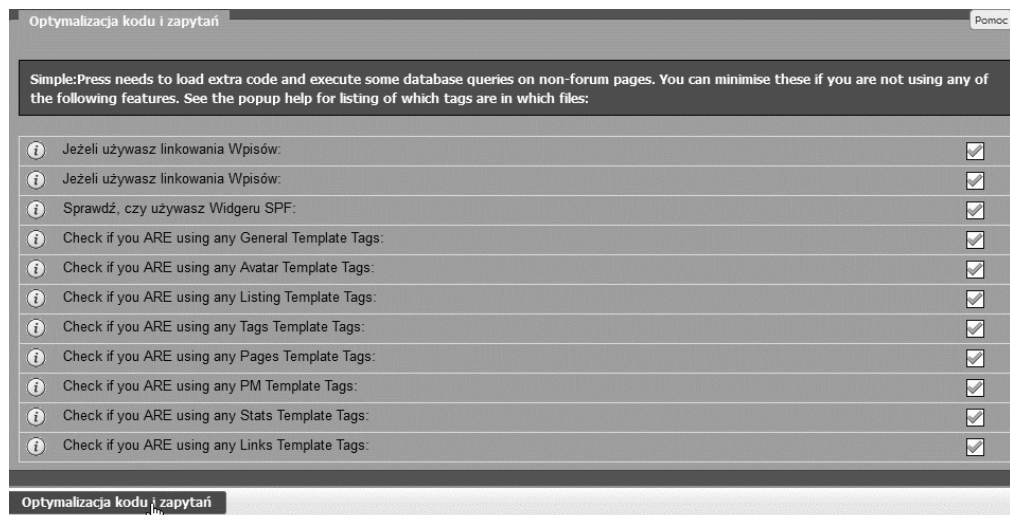 Optymalizacja kodu i zapytań
Pomoc
Simple:Press needs to load extra code and execute some database queries on non-forum pages. You can minimise these if you are not using any of
the following features. See the popup help for listing of which tags are in which files:
Jeżeli używasz linkowania Wpisów:
Jeżeli używasz linkowania Wpisów:
Sprawdź, czy używasz Widgeru SPF:
Check if you ARE using any General Template Tags:
Check if you ARE using any Avatar Template Tags:
Check if you ARE using any Listing Template Tags:
Check if you ARE using any Tags Template Tags:
Check if you ARE using any Pages Template Tags:
Check if you ARE using any PM Template Tags:
Check if you ARE using any Stats Template Tags:
Check if you ARE using any Links Template Tags:
Optymalizacja kodu i zapytań